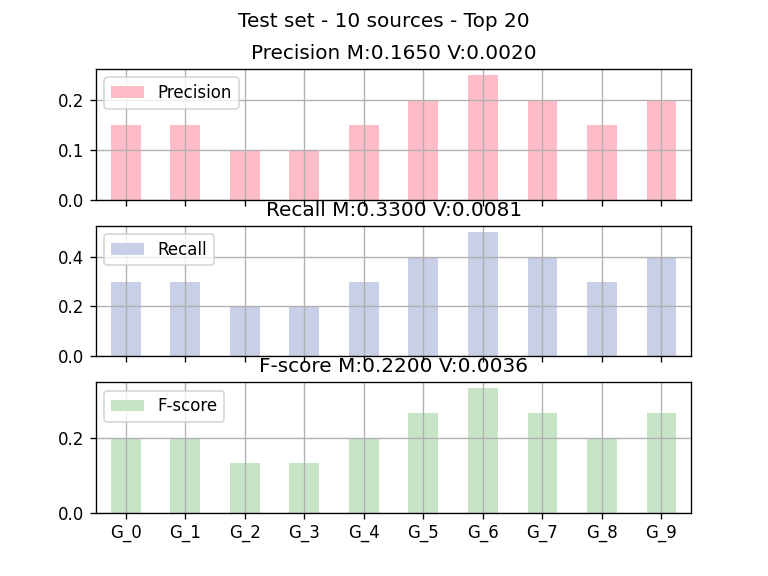 Test set - 10 sources - Top 20
Precision M:0.1650 V:0.0020
Precision
0.2
0.1
0.0
Recall M:0.3300 V:0.0081
Recall
0.4
0.2
0.0
F-score M:0.2200 V:0.0036
F-score
0.2
0.0
G_0 G_1 G_2 G_3 G_4 G_5 G_6 G_7 G_8 G_9